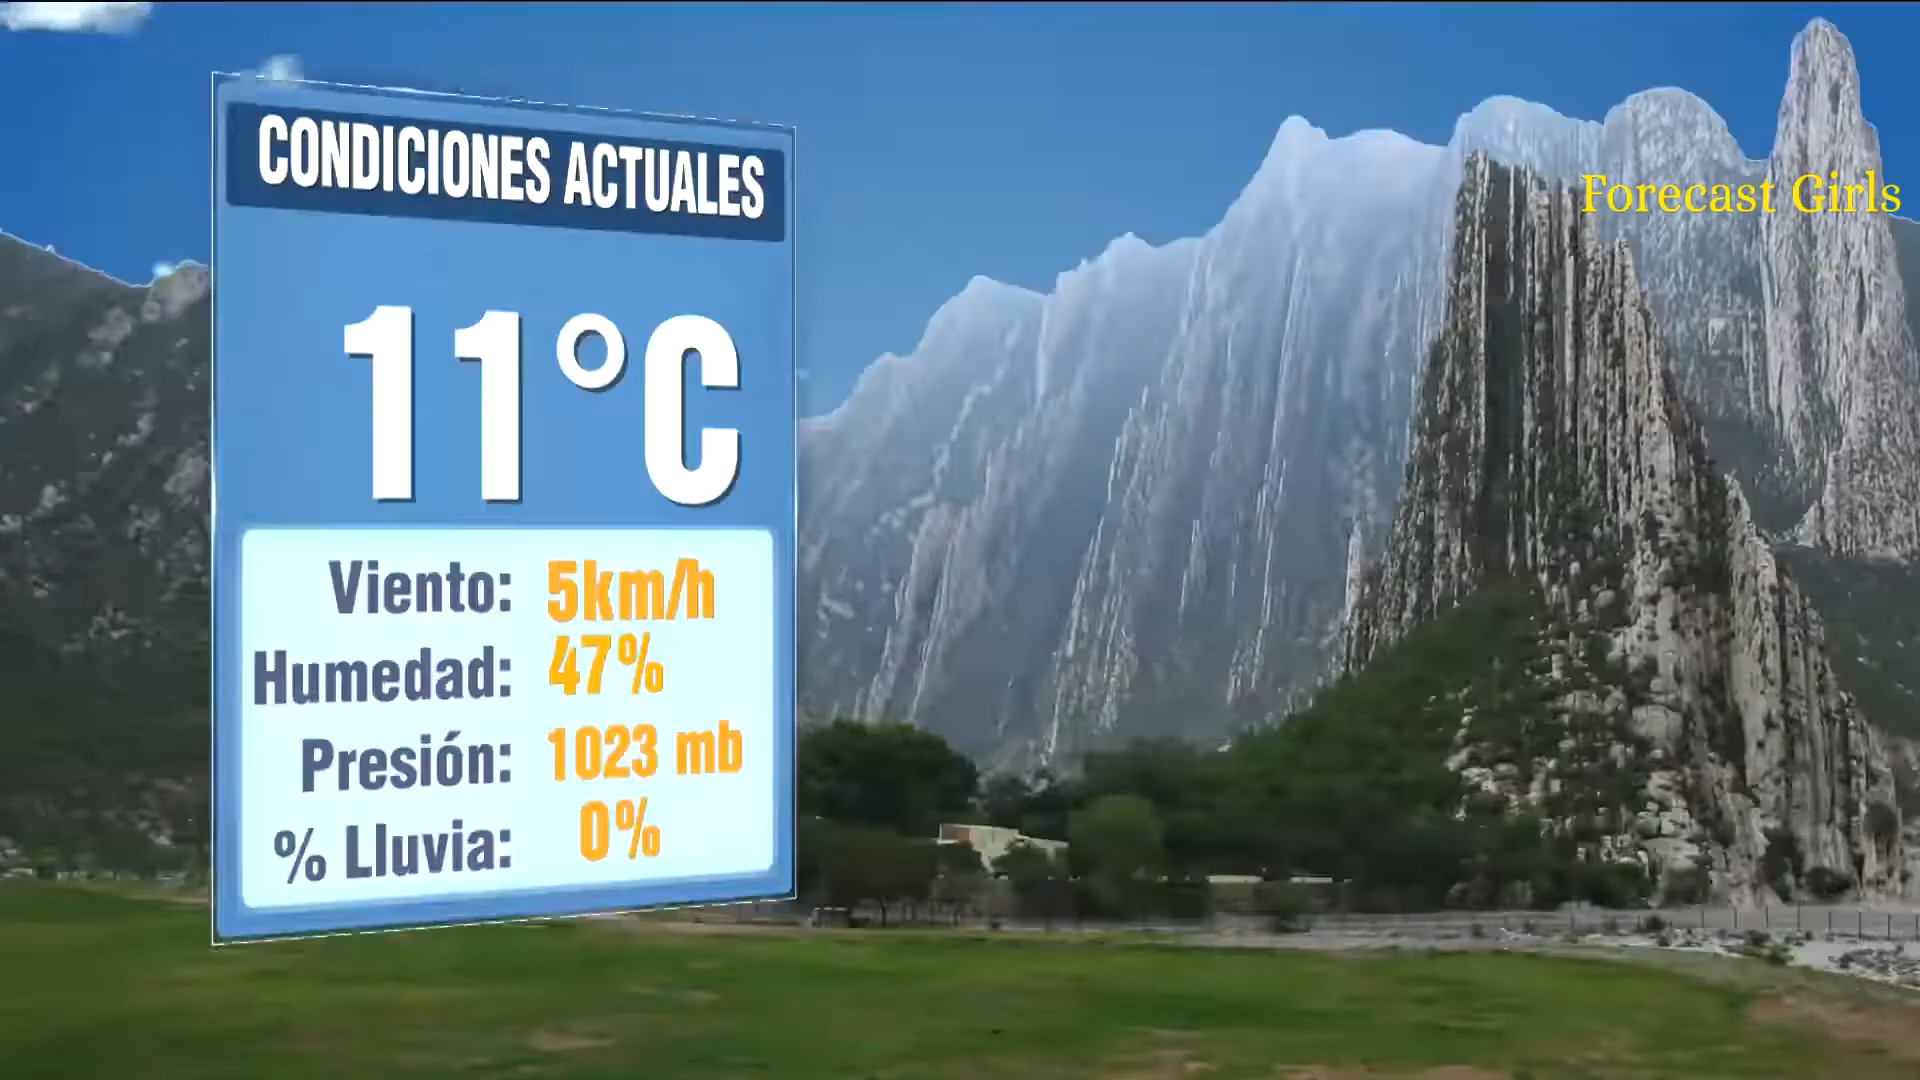 CONDICIONES ACTUALES
Forecast Girls
11°C
Viento: 5km/h
Humedad: 47%
Presión: 1023 mb
% Lluvia: 0%